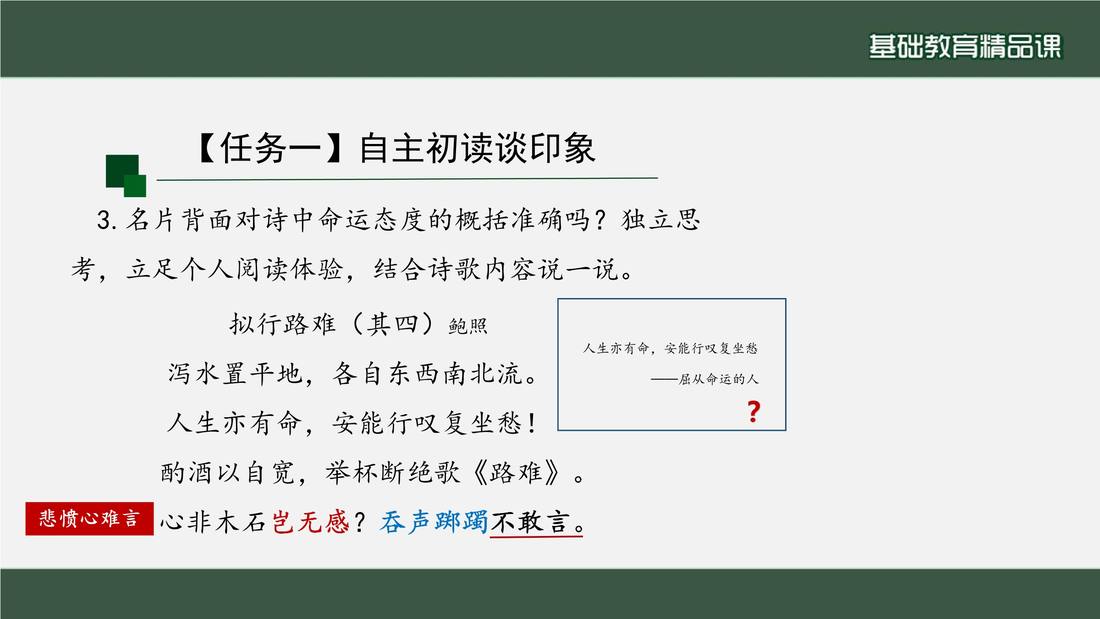 基础教育精品课
【任务一】自主初读谈印象
3.名片背面对诗中命运态度的概括准确吗？独立思
考，立足个人阅读体验，结合诗歌内容说一说。
拟行路难（其四）鲍照
泻水置平地，各自东西南北流。
人生亦有命，安能行叹复坐愁！
酌酒以自宽，举杯断绝歌《路难》。
悲愤心难言
心非木石岂无感？吞声踯躅不敢言。
人生亦有命，安能行叹复坐愁
——屈从命运的人
？